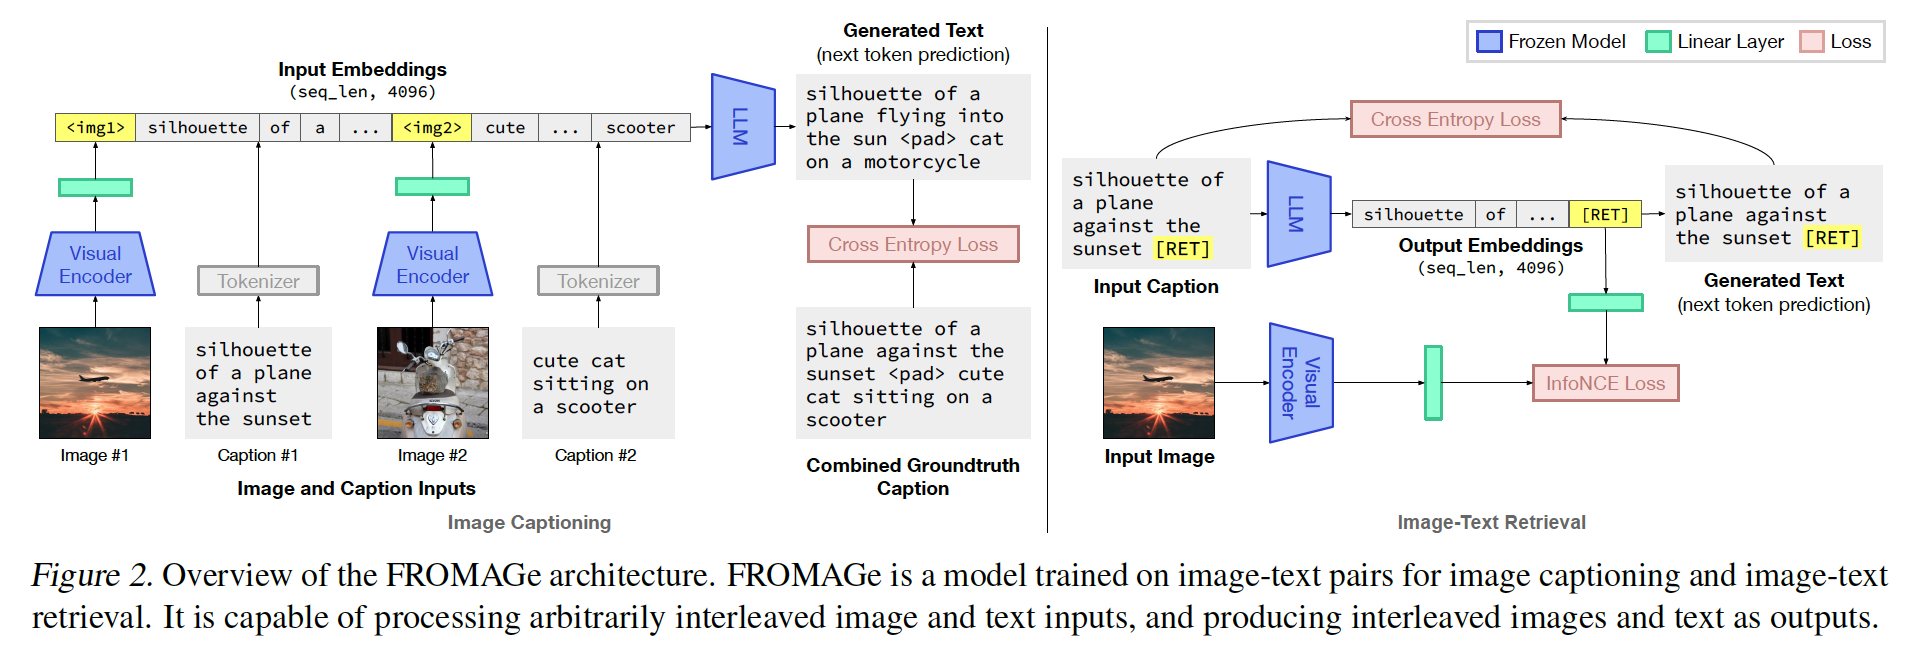 Generated Text
(next token prediction)
Frozen Model
Linear Layer
Loss
Input Embeddings
(seq_len, 4096)
<img1> silhouette of a ... <img2> cute ... scooter
LLM
silhouette of a
plane flying into
the sun <pad> cat
on a motorcycle
Cross Entropy Loss
Visual
Encoder
Tokenizer
Visual
Encoder
Tokenizer
silhouette
of a plane
against
the sunset
cute cat
sitting on
a scooter
silhouette of a
plane against the
sunset <pad> cute
cat sitting on a
scooter
Image #1
Caption #1
Image #2
Caption #2
Image and Caption Inputs
Combined Groundtruth
Caption
Image Captioning
Cross Entropy Loss
silhouette of
a plane
against the
sunset [RET]
Input Caption
LLM
silhouette of ... [RET]
Output Embeddings
(seq_len, 4096)
silhouette of a
plane against
the sunset [RET]
Generated Text
(next token prediction)
Visual
Encoder
InfoNCE Loss
Input Image
Image-Text Retrieval
Figure 2. Overview of the FROMAGe architecture. FROMAGe is a model trained on image-text pairs for image captioning and image-text
retrieval. It is capable of processing arbitrarily interleaved image and text inputs, and producing interleaved images and text as outputs.